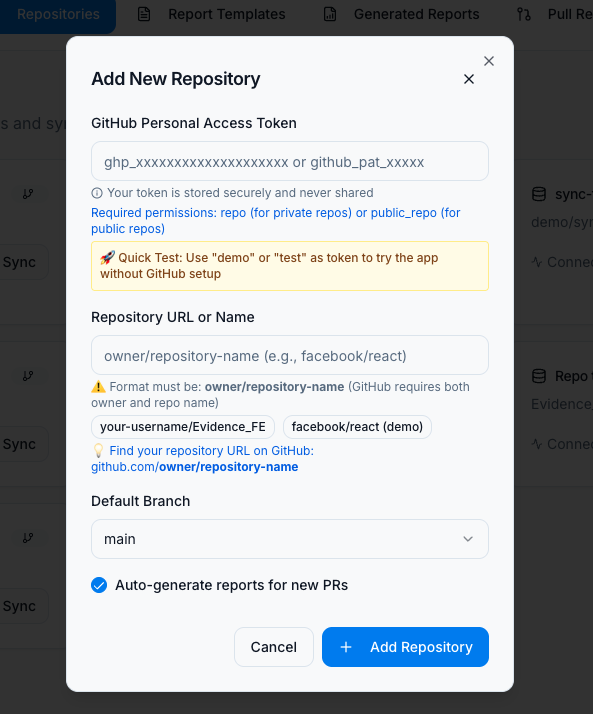 Repositories
Report Templates
Generated Reports
Pull Re
Add New Repository
s and sy
GitHub Personal Access Token
ghp_xxxxxxxxxxxxxxxxxxxx or github_pat_xxxxx
Your token is stored securely and never shared
Required permissions: repo (for private repos) or public_repo (for
public repos)
🚀 Quick Test: Use "demo" or "test" as token to try the app
without GitHub setup
sync-
demo/sy
Sync
Connec
Repository URL or Name
owner/repository-name (e.g., facebook/react)
⚠️ Format must be: owner/repository-name (GitHub requires both
owner and repo name)
your-username/Evidence_FE
facebook/react (demo)
💡 Find your repository URL on GitHub:
github.com/owner/repository-name
Repo
Evidence
Sync
Connec
Default Branch
main
Auto-generate reports for new PRs
Sync
Cancel
Add Repository